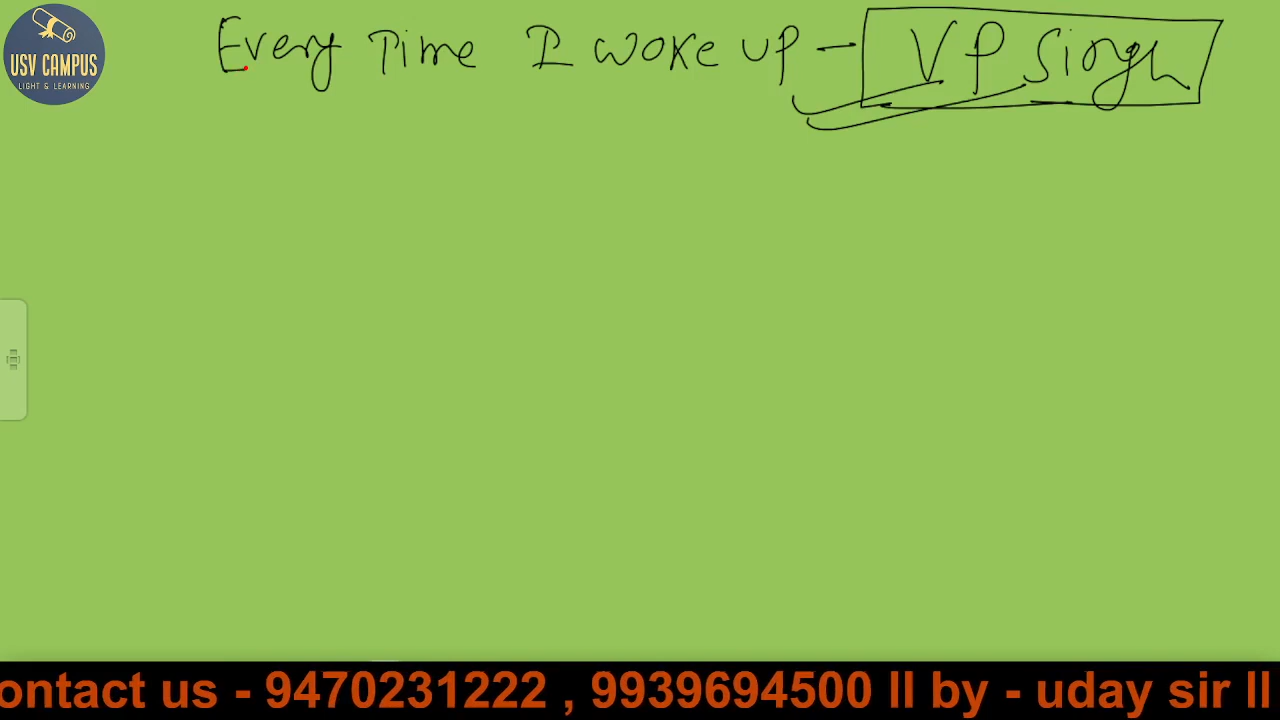 USV CAMPUS
LIGHT & LEARNING
Every Time I woke up - VP Singh
ontact us - 9470231222 , 9939694500 ll by - uday sir ll